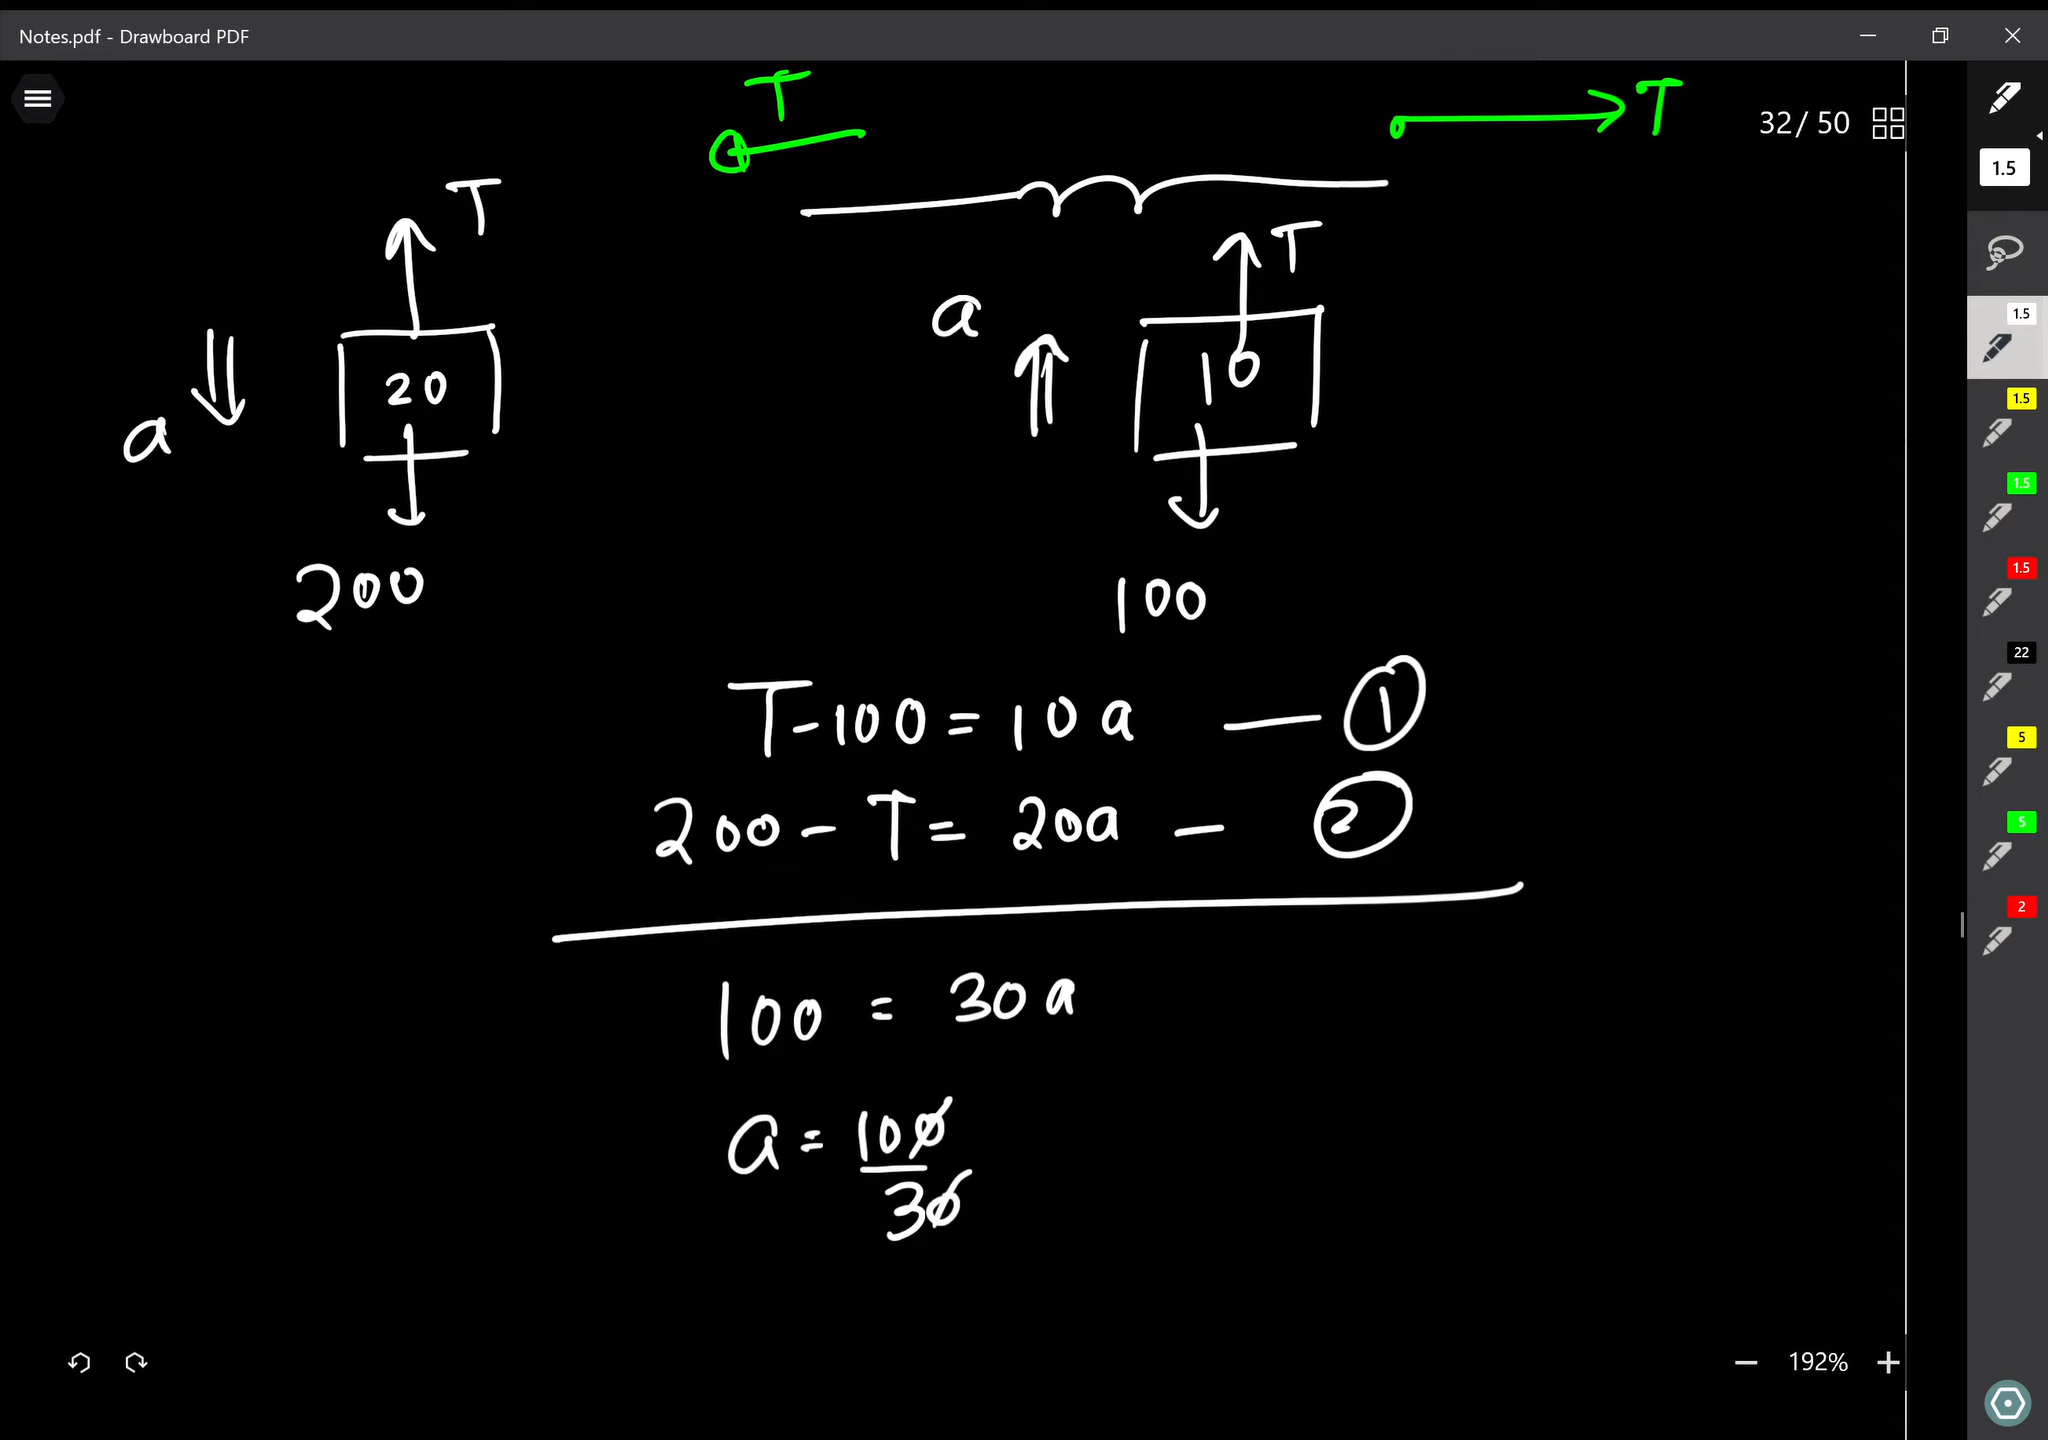 Notes.pdf - Drawboard PDF
T
T
32/ 50
1.5
T
T
a
a
20
10
200
100
T-100 = 10a — ①
200 - T = 20a - ②
100 = 30a
a = 100
30
1.5
1.5
1.5
1.5
22
5
5
2
192%